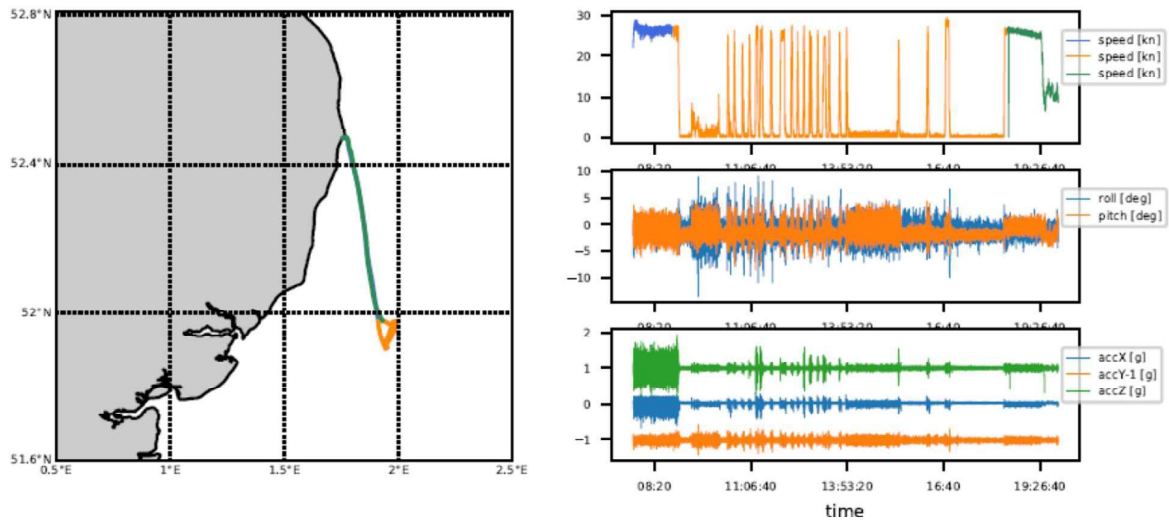 52.8°N
52.4°N
52°N
51.6°N
0.5°E 1°E 1.5°E 2°E 2.5°E
30
20
10
0
speed [kn]
speed [kn]
speed [kn]
08:20 11:06:40 13:53:20 16:40 19:26:40
10
5
0
−5
−10
roll [deg]
pitch [deg]
08:20 11:06:40 13:53:20 16:40 19:26:40
2
1
0
−1
accX [g]
accY-1 [g]
accZ [g]
08:20 11:06:40 13:53:20 16:40 19:26:40
time